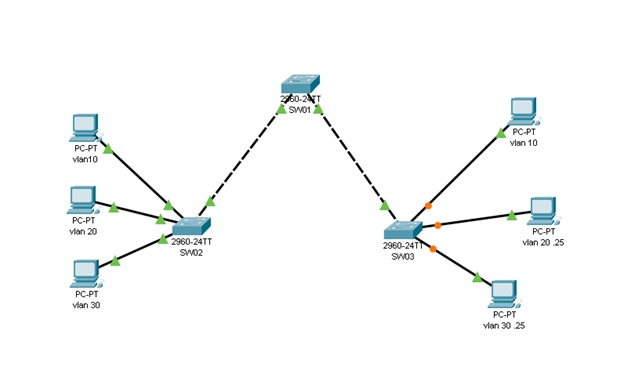 2960-24TT
SW01
PC-PT
vlan10
PC-PT
vlan 20
PC-PT
vlan 30
2960-24TT
SW02
2960-24TT
SW03
PC-PT
vlan 10
PC-PT
vlan 20 .25
PC-PT
vlan 30 .25